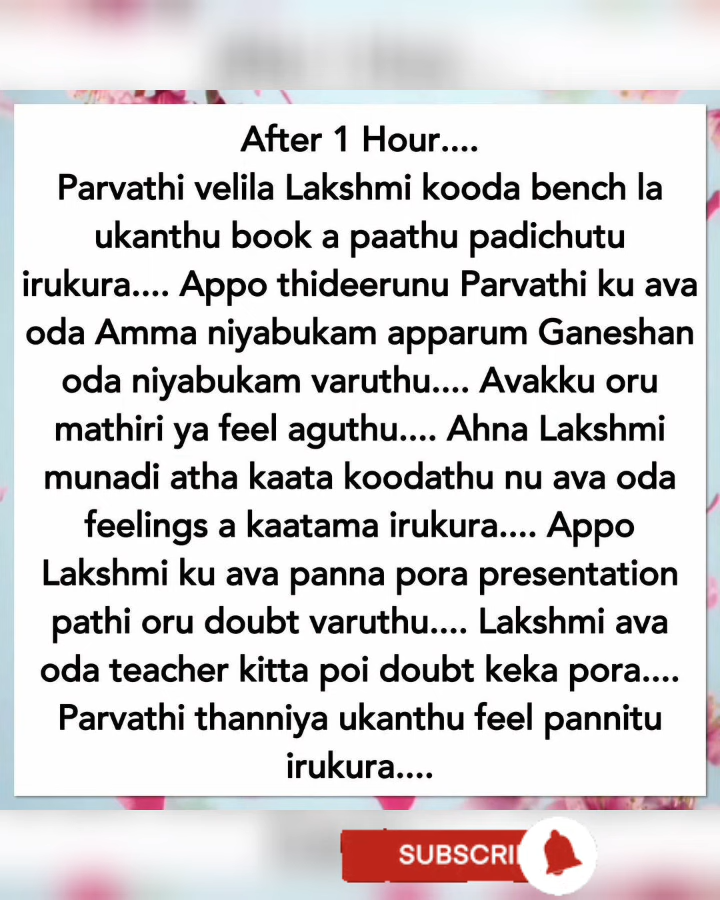 After 1 Hour....
Parvathi velila Lakshmi kooda bench la
ukanthu book a paathu padichutu
irukura.... Appo thideerunu Parvathi ku ava
oda Amma niyabukam apparum Ganeshan
oda niyabukam varuthu.... Avakku oru
mathiri ya feel aguthu.... Ahna Lakshmi
munadi atha kaata koodathu nu ava oda
feelings a kaatama irukura.... Appo
Lakshmi ku ava panna pora presentation
pathi oru doubt varuthu.... Lakshmi ava
oda teacher kitta poi doubt keka pora....
Parvathi thanniya ukanthu feel pannitu
irukura....
SUBSCRI